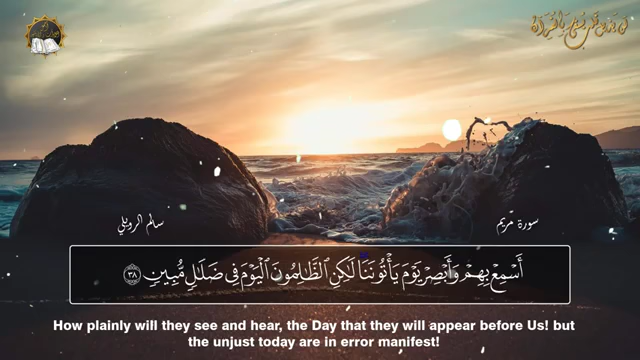 سورة مريم
سالم الرويلي
أَسْمِعْ بِهِمْ وَأَبْصِرْ يَوْمَ يَأْتُونَنَا لَٰكِنِ ٱلظَّٰلِمُونَ ٱلْيَوْمَ فِى ضَلَٰلٍ مُّبِينٍ ٣٨
How plainly will they see and hear, the Day that they will appear before Us! but
the unjust today are in error manifest!